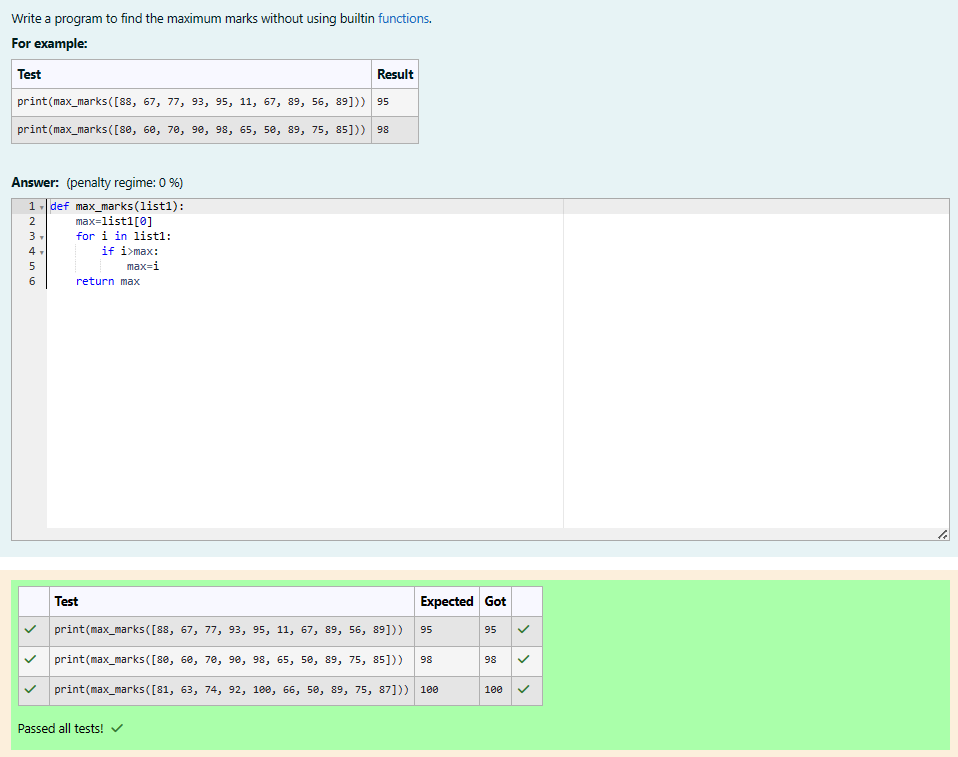 Write a program to find the maximum marks without using builtin functions.
For example:
Test Result
print(max_marks([88, 67, 77, 93, 95, 11, 67, 89, 56, 89])) 95
print(max_marks([80, 60, 70, 90, 98, 65, 50, 89, 75, 85])) 98
Answer: (penalty regime: 0 %)
1 def max_marks(list1):
2 max=list1[0]
3 for i in list1:
4 if i>max:
5 max=i
6 return max
Test Expected Got
print(max_marks([88, 67, 77, 93, 95, 11, 67, 89, 56, 89])) 95 95
print(max_marks([80, 60, 70, 90, 98, 65, 50, 89, 75, 85])) 98 98
print(max_marks([81, 63, 74, 92, 100, 66, 50, 89, 75, 87])) 100 100
Passed all tests!